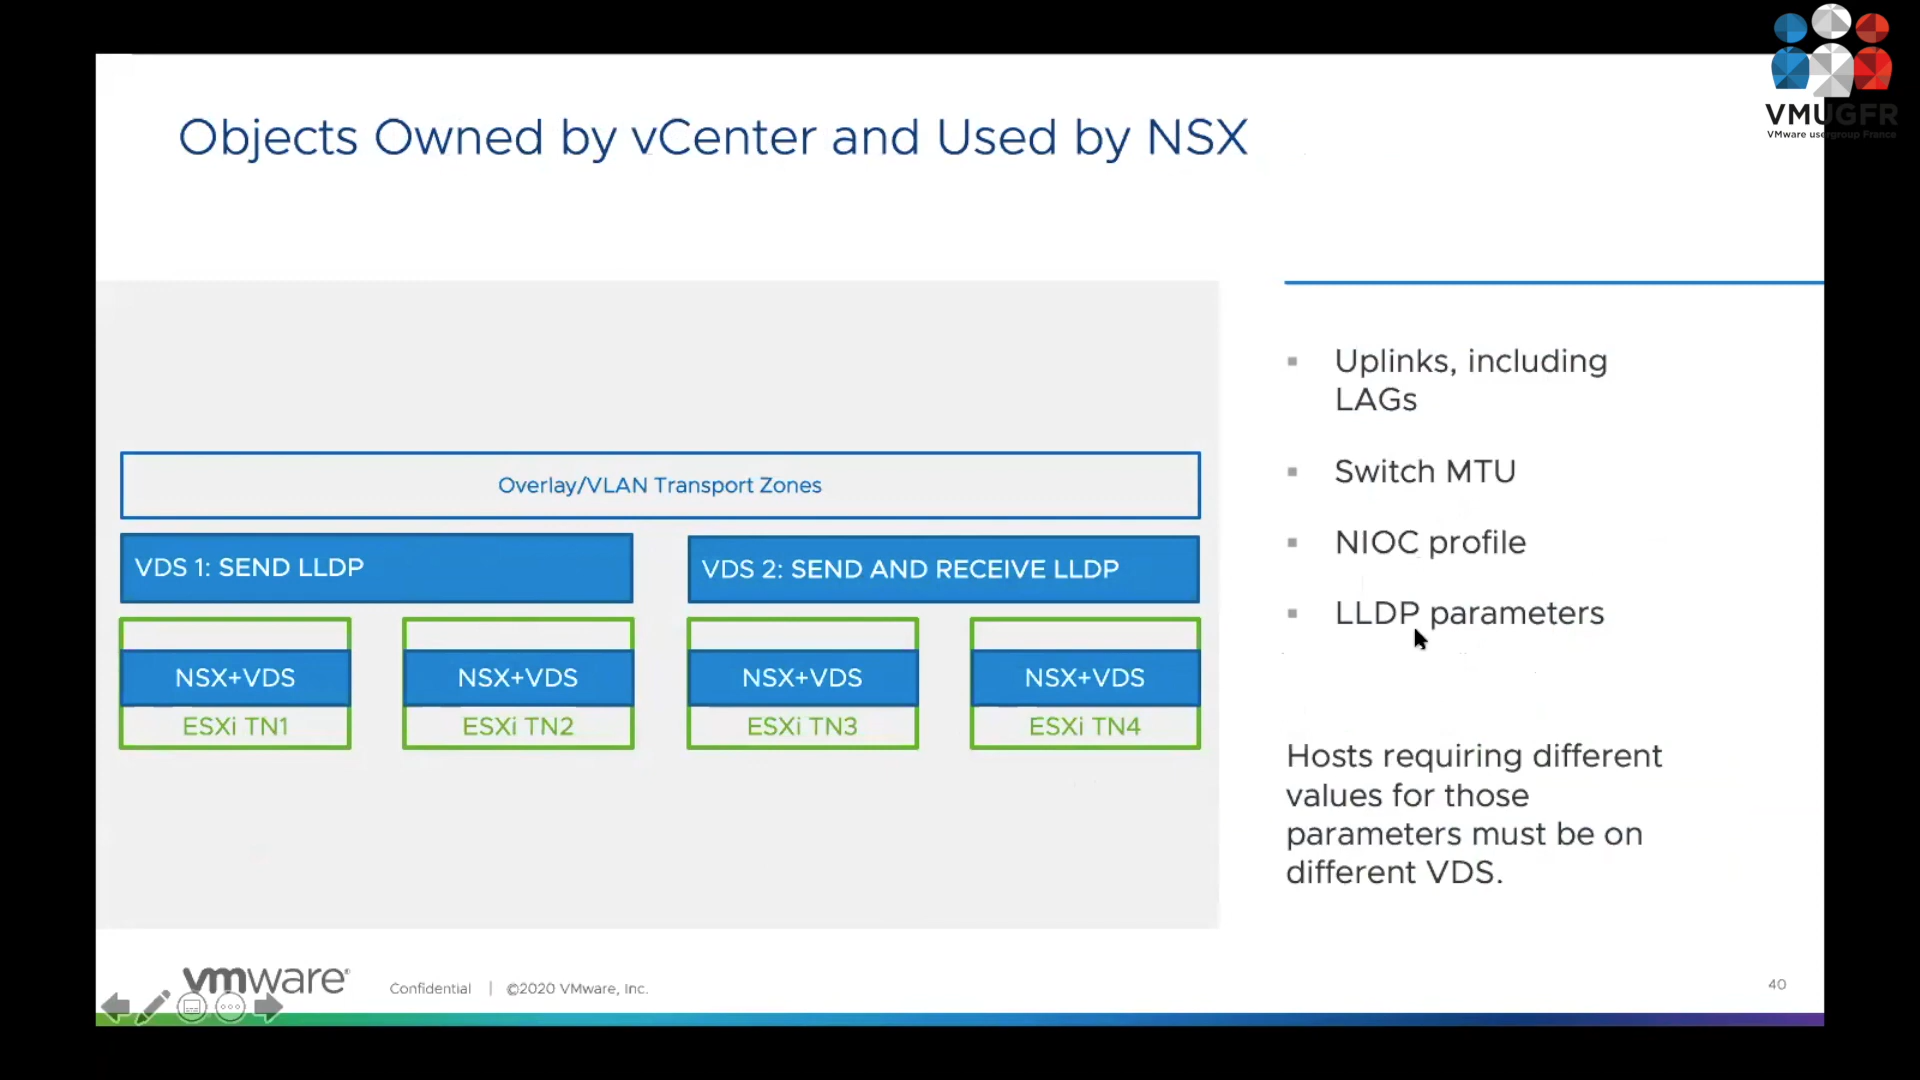 VMUGFR
VMware usergroup France
Objects Owned by vCenter and Used by NSX
Overlay/VLAN Transport Zones
VDS 1: SEND LLDP
VDS 2: SEND AND RECEIVE LLDP
NSX+VDS
NSX+VDS
NSX+VDS
NSX+VDS
ESXi TN1
ESXi TN2
ESXi TN3
ESXi TN4
Uplinks, including
LAGs
Switch MTU
NIOC profile
LLDP parameters
Hosts requiring different
values for those
parameters must be on
different VDS.
vmware®
Confidential | ©2020 VMware, Inc.
40